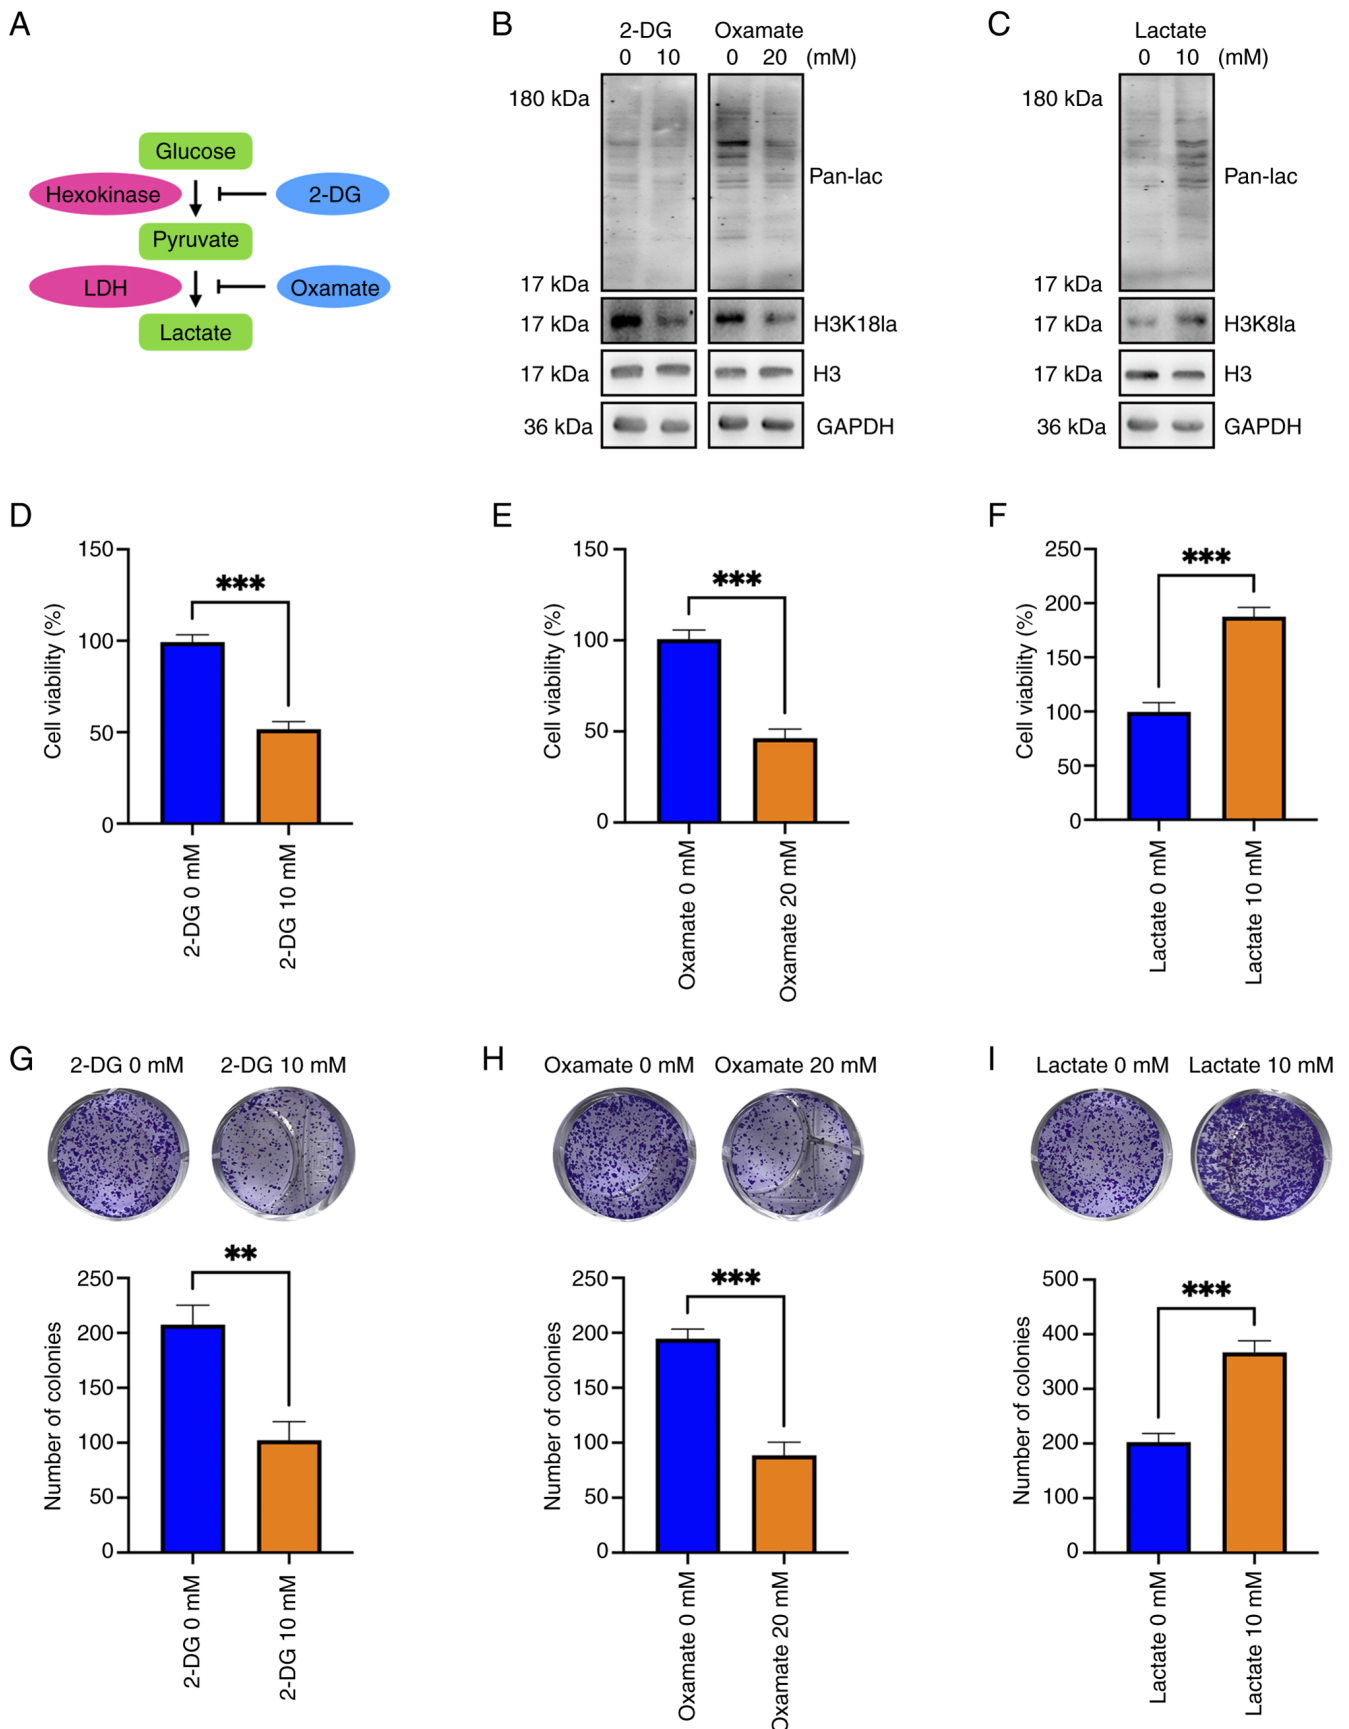 A
Glucose
Hexokinase
2-DG
Pyruvate
LDH
Oxamate
Lactate
B
2-DG Oxamate
0 10 0 20 (mM)
180 kDa
Pan-lac
17 kDa
17 kDa H3K18la
17 kDa H3
36 kDa GAPDH
C
Lactate
0 10 (mM)
180 kDa
Pan-lac
17 kDa
17 kDa H3K8la
17 kDa H3
36 kDa GAPDH
D
Cell viability (%)
150
100
50
0
***
2-DG 0 mM
2-DG 10 mM
E
Cell viability (%)
150
100
50
0
***
Oxamate 0 mM
Oxamate 20 mM
F
Cell viability (%)
250
200
150
100
50
0
***
Lactate 0 mM
Lactate 10 mM
G
2-DG 0 mM 2-DG 10 mM
Number of colonies
250
200
150
100
50
0
**
2-DG 0 mM
2-DG 10 mM
H
Oxamate 0 mM Oxamate 20 mM
Number of colonies
250
200
150
100
50
0
***
Oxamate 0 mM
Oxamate 20 mM
I
Lactate 0 mM Lactate 10 mM
Number of colonies
500
400
300
200
100
0
***
Lactate 0 mM
Lactate 10 mM